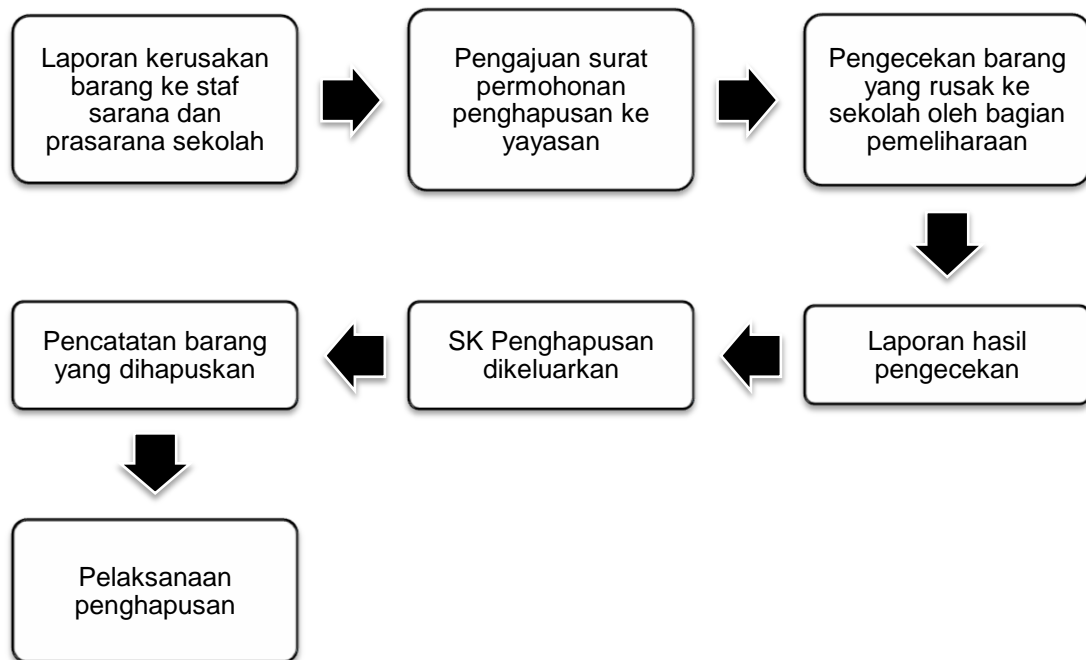 Laporan kerusakan
barang ke staf
sarana dan
prasarana sekolah
Pengajuan surat
permohonan
penghapusan ke
yayasan
Pengecekan barang
yang rusak ke
sekolah oleh bagian
pemeliharaan
Laporan hasil
pengecekan
SK Penghapusan
dikeluarkan
Pencatatan barang
yang dihapuskan
Pelaksanaan
penghapusan